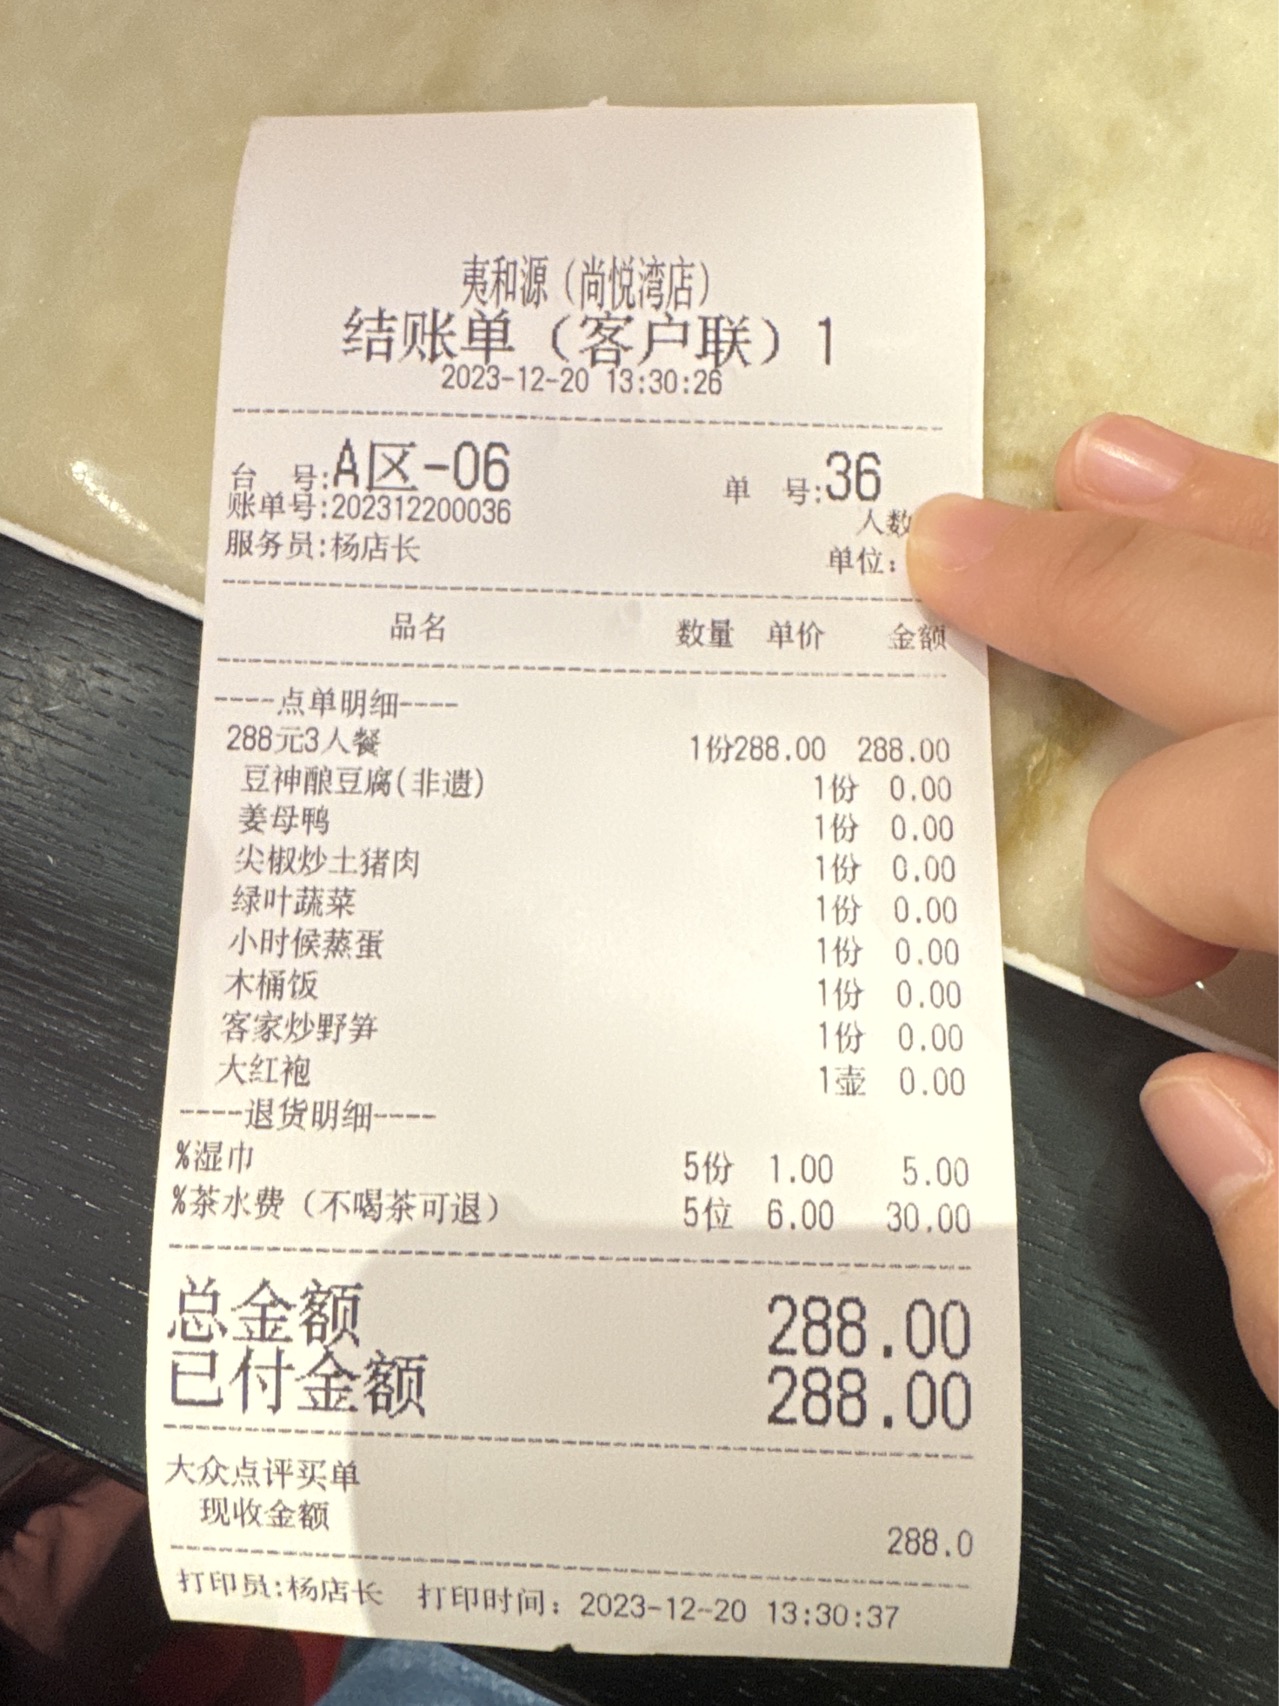 夷和源（尚悦湾店）
结账单（客户联）1
2023-12-20 13:30:26
台 号:A区-06 单 号:36
账单号:202312200036 人数
服务员:杨店长 单位:
品名 数量 单价 金额
----点单明细----
288元3人餐 1份288.00 288.00
豆神酿豆腐(非遗) 1份 0.00
姜母鸭 1份 0.00
尖椒炒土猪肉 1份 0.00
绿叶蔬菜 1份 0.00
小时候蒸蛋 1份 0.00
木桶饭 1份 0.00
客家炒野笋 1份 0.00
大红袍 1壶 0.00
----退货明细----
%湿巾 5份 1.00 5.00
%茶水费（不喝茶可退） 5位 6.00 30.00
总金额 288.00
已付金额 288.00
大众点评买单
现收金额 288.0
打印员:杨店长 打印时间：2023-12-20 13:30:37